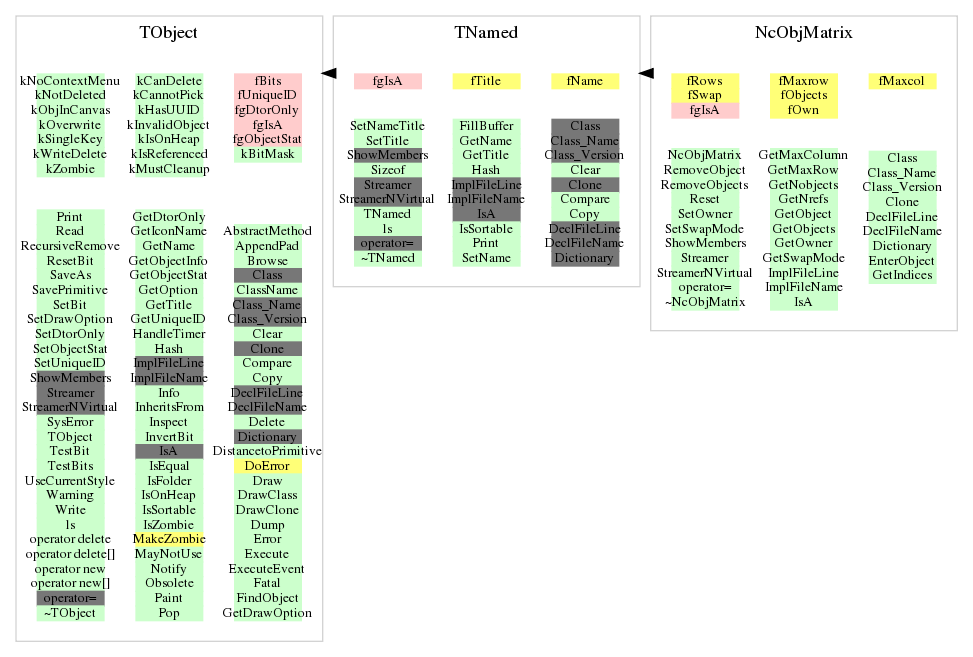 TObject
kNoContextMenu
kNotDeleted
kObjInCanvas
kOverwrite
kSingleKey
kWriteDelete
kZombie
kCanDelete
kCannotPick
kHasUUID
kInvalidObject
kIsOnHeap
kIsReferenced
kMustCleanup
fBits
fUniqueID
fgDtorOnly
fgIsA
fgObjectStat
kBitMask
Print
Read
RecursiveRemove
ResetBit
SaveAs
SavePrimitive
SetBit
SetDrawOption
SetDtorOnly
SetObjectStat
SetUniqueID
ShowMembers
Streamer
StreamerNVirtual
SysError
TObject
TestBit
TestBits
UseCurrentStyle
Warning
Write
ls
operator delete
operator delete[]
operator new
operator new[]
operator=
~TObject
GetDtorOnly
GetIconName
GetName
GetObjectInfo
GetObjectStat
GetOption
GetTitle
GetUniqueID
HandleTimer
Hash
ImplFileLine
ImplFileName
Info
InheritsFrom
Inspect
InvertBit
IsA
IsEqual
IsFolder
IsOnHeap
IsSortable
IsZombie
MakeZombie
MayNotUse
Notify
Obsolete
Paint
Pop
AbstractMethod
AppendPad
Browse
Class
ClassName
Class_Name
Class_Version
Clear
Clone
Compare
Copy
DeclFileLine
DeclFileName
Delete
Dictionary
DistancetoPrimitive
DoError
Draw
DrawClass
DrawClone
Dump
Error
Execute
ExecuteEvent
Fatal
FindObject
GetDrawOption
TNamed
fgIsA
fTitle
fName
SetNameTitle
SetTitle
ShowMembers
Sizeof
Streamer
StreamerNVirtual
TNamed
ls
operator=
~TNamed
FillBuffer
GetName
GetTitle
Hash
ImplFileLine
ImplFileName
IsA
IsSortable
Print
SetName
Class
Class_Name
Class_Version
Clear
Clone
Compare
Copy
DeclFileLine
DeclFileName
Dictionary
NcObjMatrix
fRows
fSwap
fgIsA
fMaxrow
fObjects
fOwn
fMaxcol
NcObjMatrix
RemoveObject
RemoveObjects
Reset
SetOwner
SetSwapMode
ShowMembers
Streamer
StreamerNVirtual
operator=
~NcObjMatrix
GetMaxColumn
GetMaxRow
GetNobjects
GetNrefs
GetObject
GetObjects
GetOwner
GetSwapMode
ImplFileLine
ImplFileName
IsA
Class
Class_Name
Class_Version
Clone
DeclFileLine
DeclFileName
Dictionary
EnterObject
GetIndices